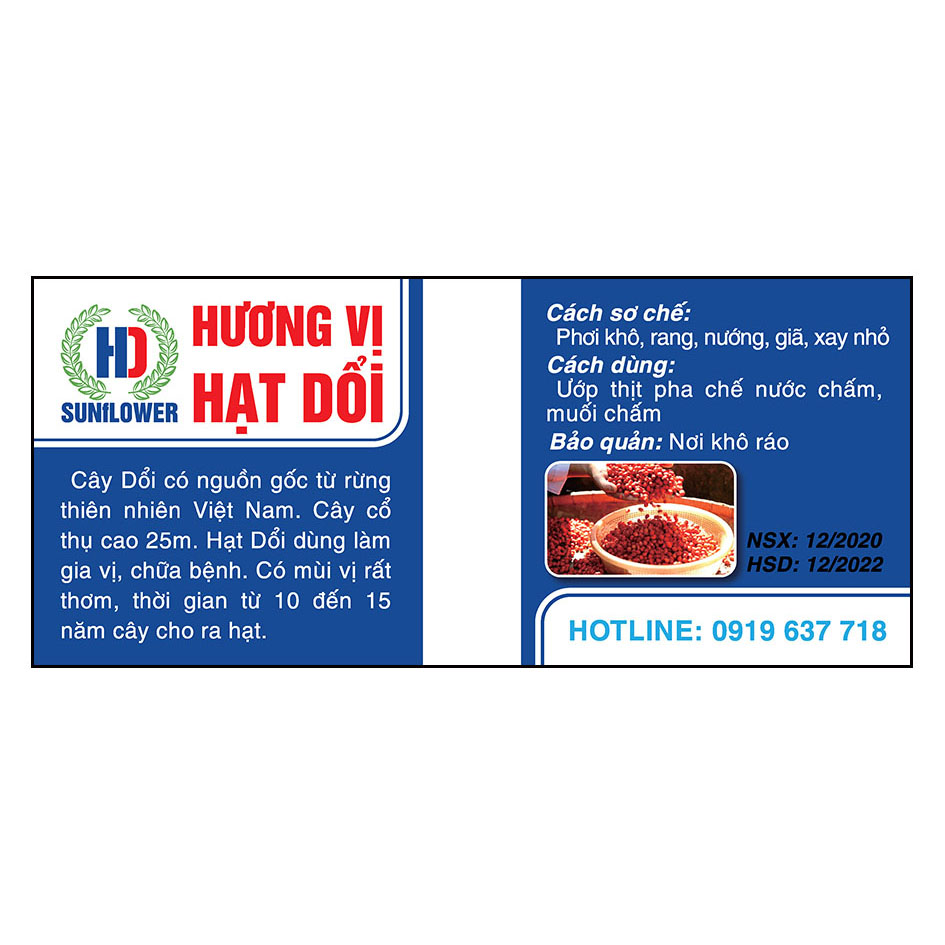 HD
SUNfLOWER
HƯƠNG VỊ
HẠT DỔI
Cây Dổi có nguồn gốc từ rừng
thiên nhiên Việt Nam. Cây cổ
thụ cao 25m. Hạt Dổi dùng làm
gia vị, chữa bệnh. Có mùi vị rất
thơm, thời gian từ 10 đến 15
năm cây cho ra hạt.
Cách sơ chế:
Phơi khô, rang, nướng, giã, xay nhỏ
Cách dùng:
Ướp thịt pha chế nước chấm,
muối chấm
Bảo quản: Nơi khô ráo
NSX: 12/2020
HSD: 12/2022
HOTLINE: 0919 637 718